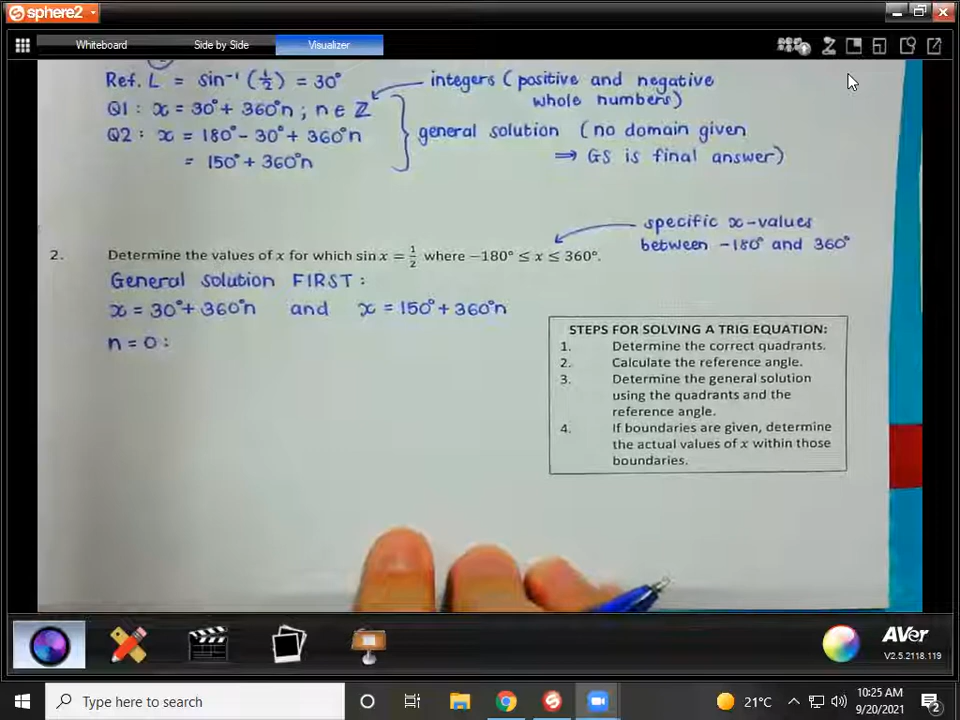 sphere2
Whiteboard
Side by Side
Visualizer
Ref. L = sin⁻¹ (½) = 30°
integers (positive and negative
whole numbers)
Q1: x = 30° + 360°n ; n ∈ ℤ
Q2: x = 180° - 30° + 360°n
general solution (no domain given
= 150° + 360°n
⇒ GS is final answer)
specific x-values
between -180° and 360°
2. Determine the values of x for which sin x = 1/2 where −180° ≤ x ≤ 360°.
General solution FIRST:
x = 30° + 360°n and x = 150° + 360°n
n = 0:
STEPS FOR SOLVING A TRIG EQUATION:
1. Determine the correct quadrants.
2. Calculate the reference angle.
3. Determine the general solution
using the quadrants and the
reference angle.
4. If boundaries are given, determine
the actual values of x within those
boundaries.
AVer
V2.5.2118.119
Type here to search
21°C
10:25 AM
9/20/2021
2